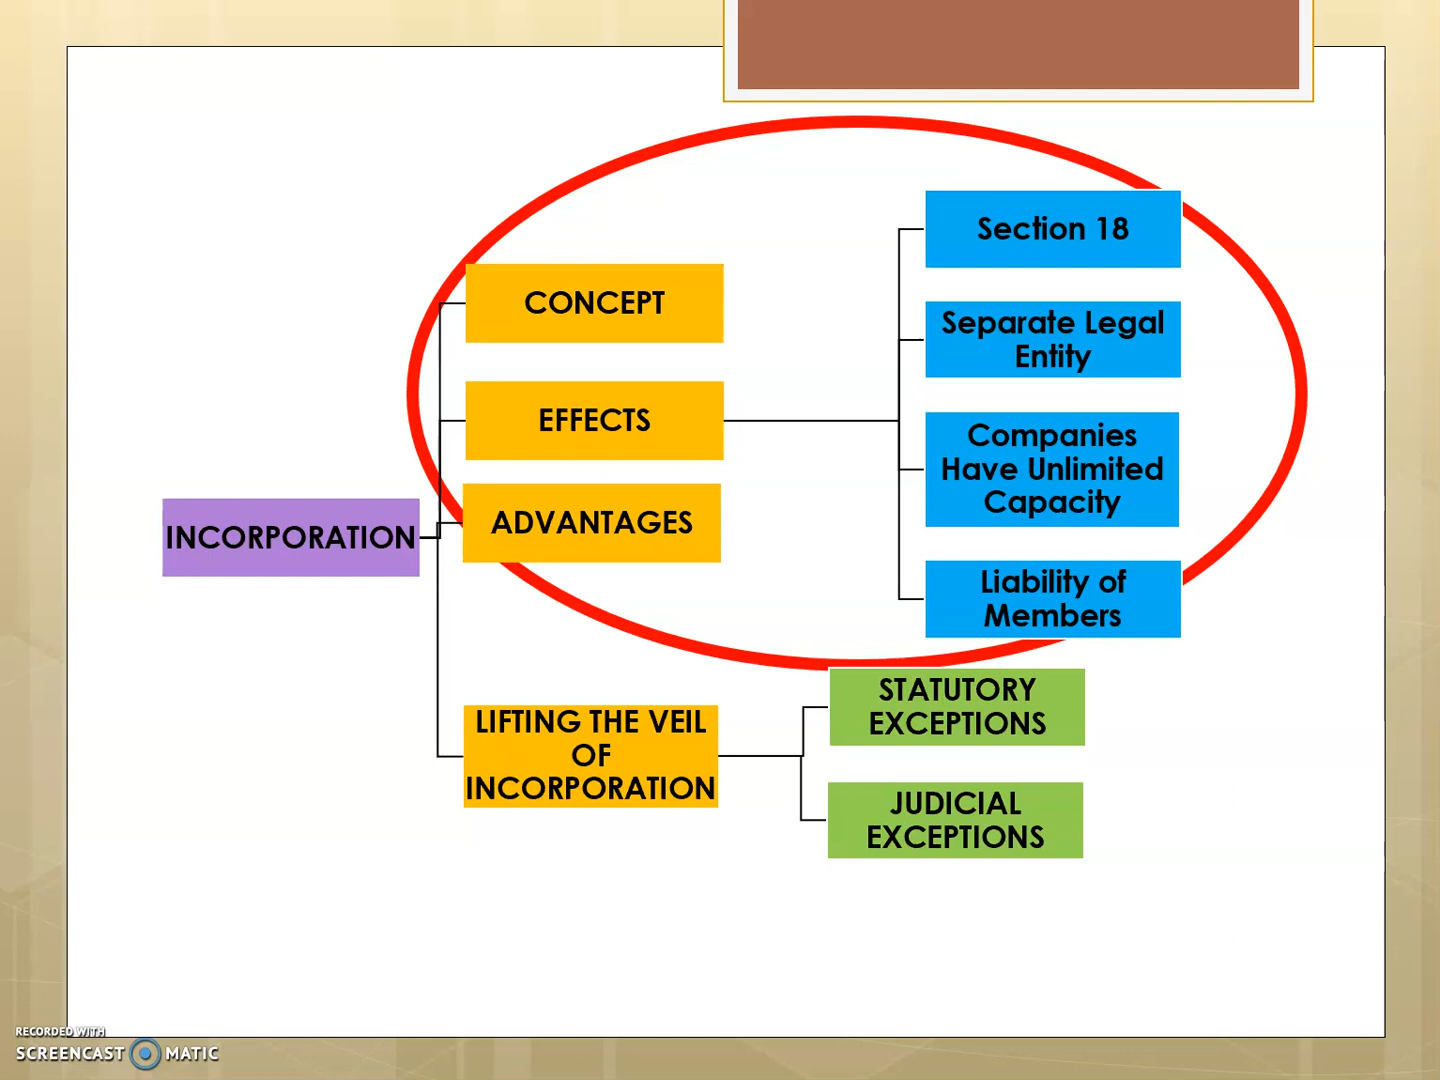 Section 18
CONCEPT
Separate Legal
Entity
EFFECTS
Companies
Have Unlimited
Capacity
ADVANTAGES
INCORPORATION
Liability of
Members
STATUTORY
EXCEPTIONS
LIFTING THE VEIL
OF
INCORPORATION
JUDICIAL
EXCEPTIONS
RECORDED WITH
SCREENCAST MATIC